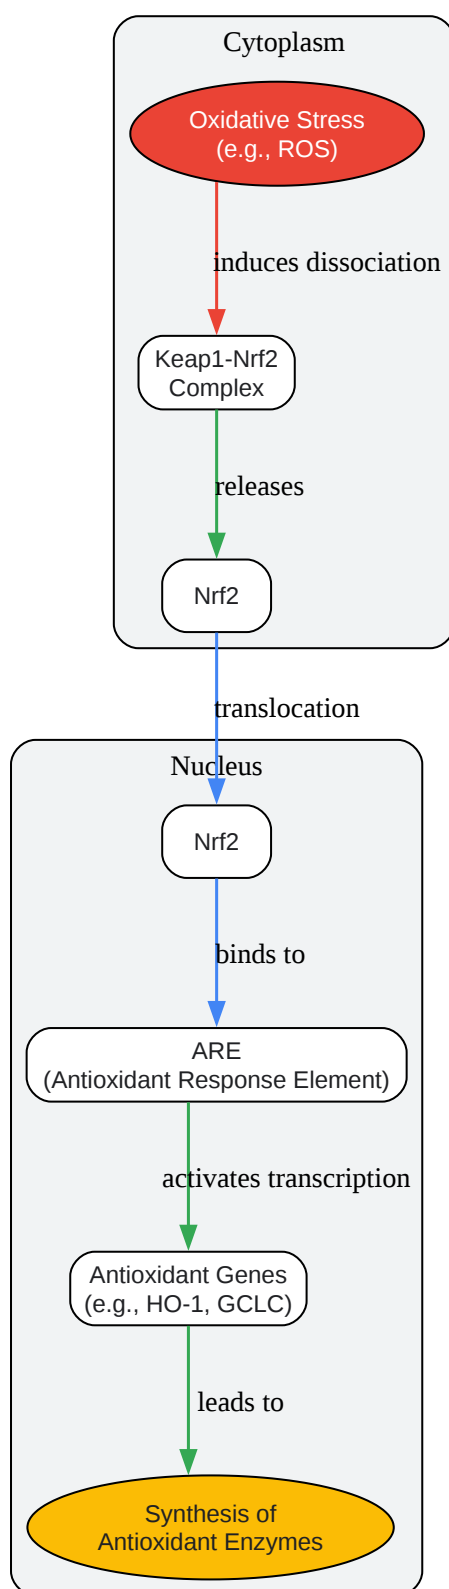 Cytoplasm
Oxidative Stress
(e.g., ROS)
induces dissociation
Keap1-Nrf2
Complex
releases
Nrf2
translocation
Nucleus
Nrf2
binds to
ARE
(Antioxidant Response Element)
activates transcription
Antioxidant Genes
(e.g., HO-1, GCLC)
leads to
Synthesis of
Antioxidant Enzymes